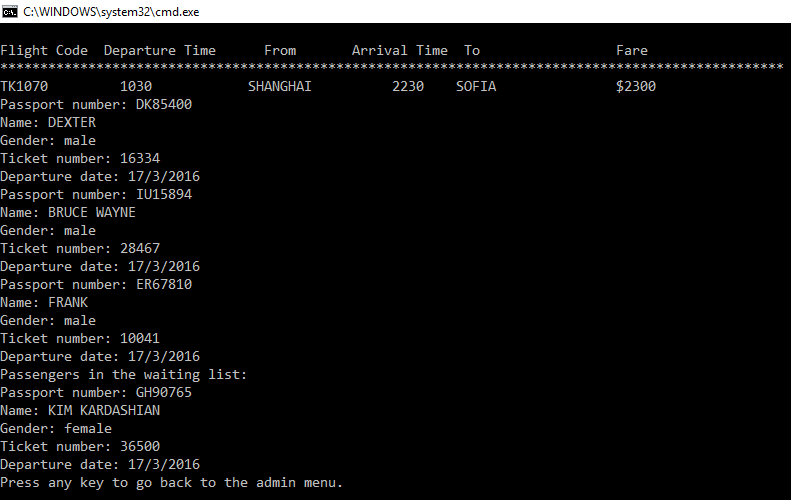 C:\WINDOWS\system32\cmd.exe
Flight Code Departure Time From Arrival Time To Fare
**************************************************************************************************
TK1070 1030 SHANGHAI 2230 SOFIA $2300
Passport number: DK85400
Name: DEXTER
Gender: male
Ticket number: 16334
Departure date: 17/3/2016
Passport number: IU15894
Name: BRUCE WAYNE
Gender: male
Ticket number: 28467
Departure date: 17/3/2016
Passport number: ER67810
Name: FRANK
Gender: male
Ticket number: 10041
Departure date: 17/3/2016
Passengers in the waiting list:
Passport number: GH90765
Name: KIM KARDASHIAN
Gender: female
Ticket number: 36500
Departure date: 17/3/2016
Press any key to go back to the admin menu.